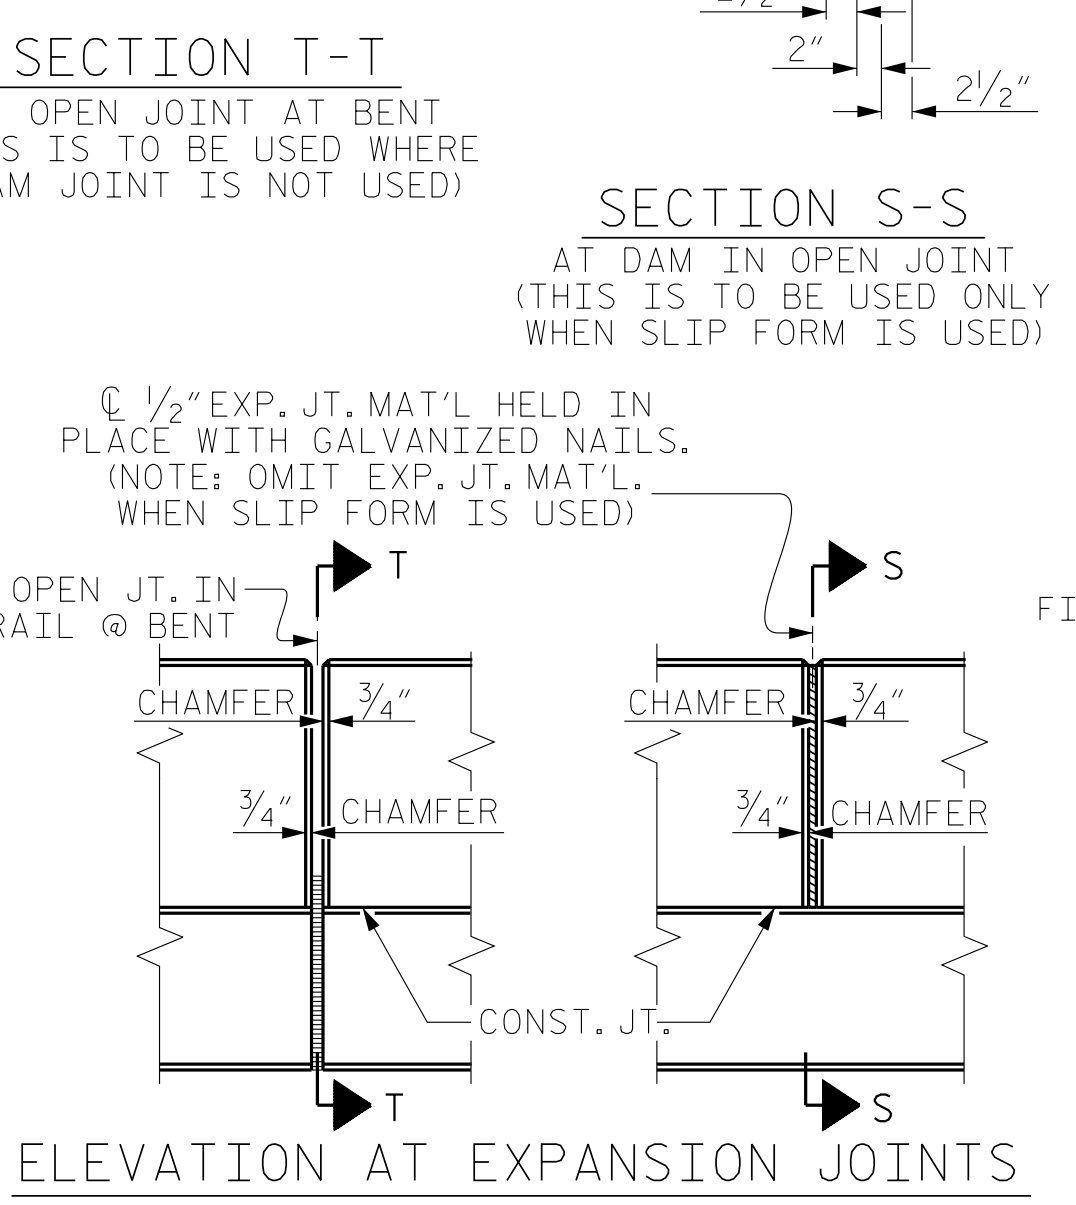 SECTION T-T
OPEN JOINT AT BENT
IS TO BE USED WHERE
JOINT IS NOT USED)
2"
2 1/2"
SECTION S-S
AT DAM IN OPEN JOINT
(THIS IS TO BE USED ONLY
WHEN SLIP FORM IS USED)
℄ 1/2" EXP. JT. MAT'L HELD IN
PLACE WITH GALVANIZED NAILS.
(NOTE: OMIT EXP. JT. MAT'L.
WHEN SLIP FORM IS USED)
T
S
OPEN JT. IN
RAIL @ BENT
CHAMFER 3/4"
CHAMFER 3/4"
3/4" CHAMFER
3/4" CHAMFER
CONST. JT.
T
S
ELEVATION AT EXPANSION JOINTS